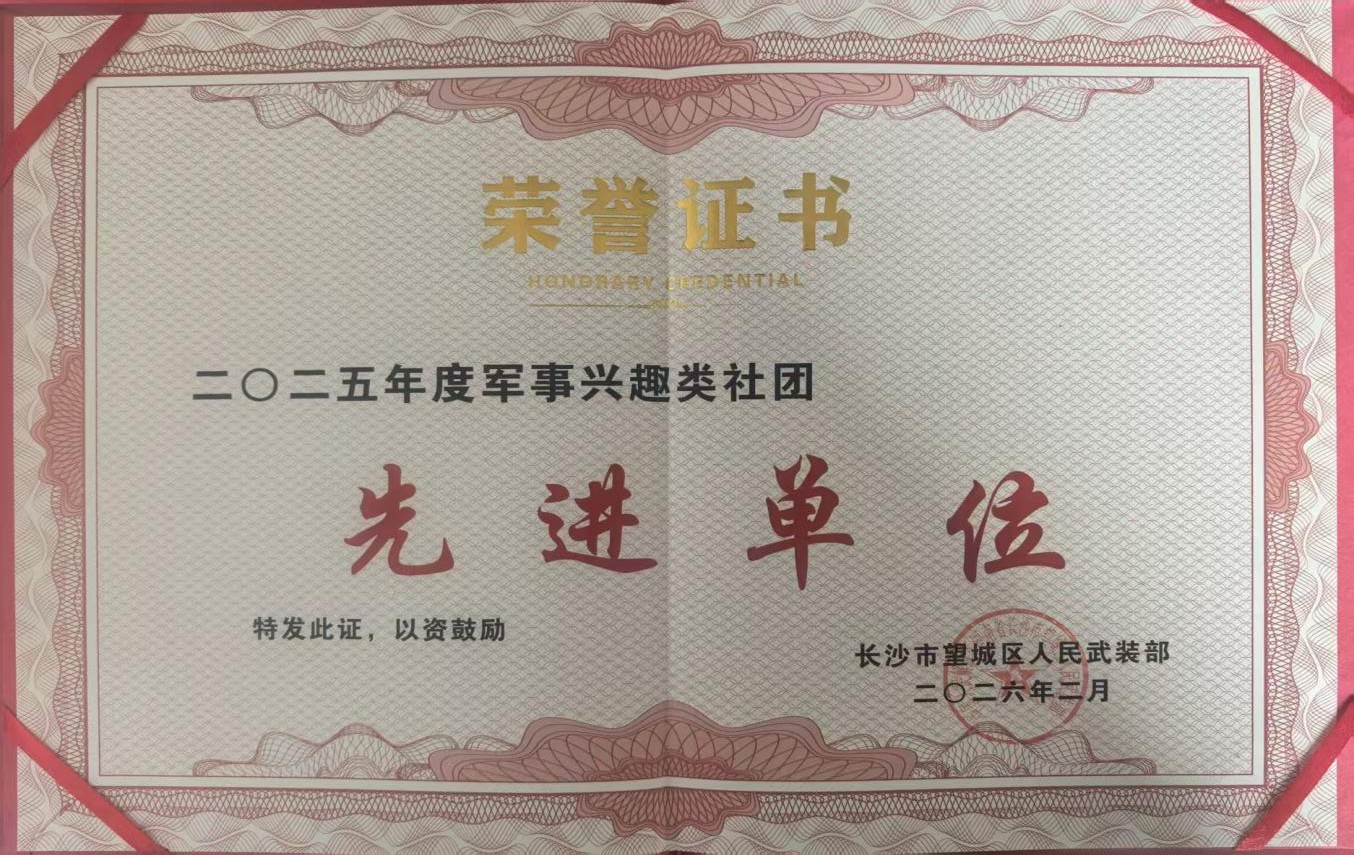 荣誉证书
HONORARY CREDENTIAL
二〇二五年度军事兴趣类社团
先进单位
特发此证，以资鼓励
长沙市望城区人民武装部
二〇二六年二月